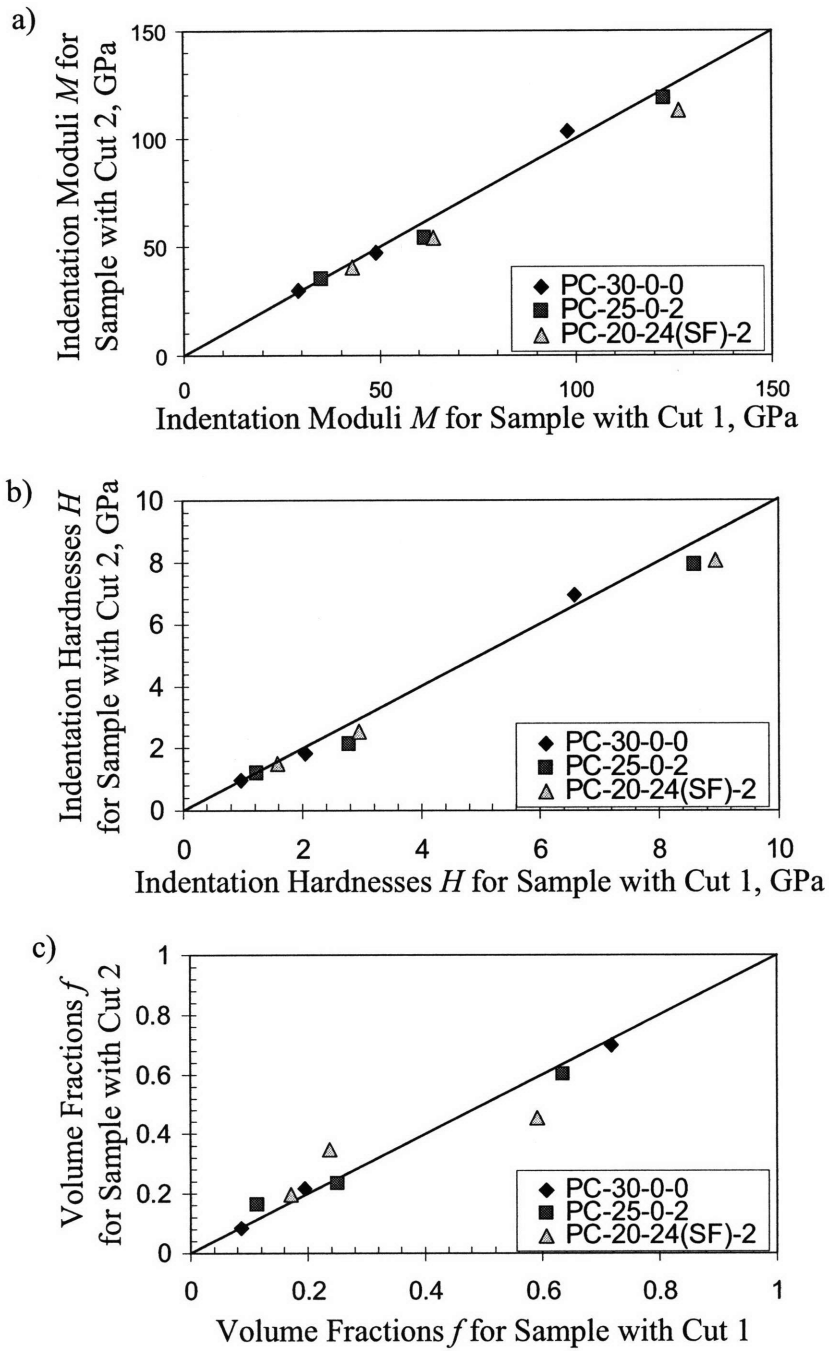 a)
Indentation Moduli M for
Sample with Cut 2, GPa
150
100
50
0
PC-30-0-0
PC-25-0-2
PC-20-24(SF)-2
0 50 100 150
Indentation Moduli M for Sample with Cut 1, GPa
b)
Indentation Hardnesses H
for Sample with Cut 2, GPa
10
8
6
4
2
0
PC-30-0-0
PC-25-0-2
PC-20-24(SF)-2
0 2 4 6 8 10
Indentation Hardnesses H for Sample with Cut 1, GPa
c)
Volume Fractions f
for Sample with Cut 2
1
0.8
0.6
0.4
0.2
0
PC-30-0-0
PC-25-0-2
PC-20-24(SF)-2
0 0.2 0.4 0.6 0.8 1
Volume Fractions f for Sample with Cut 1